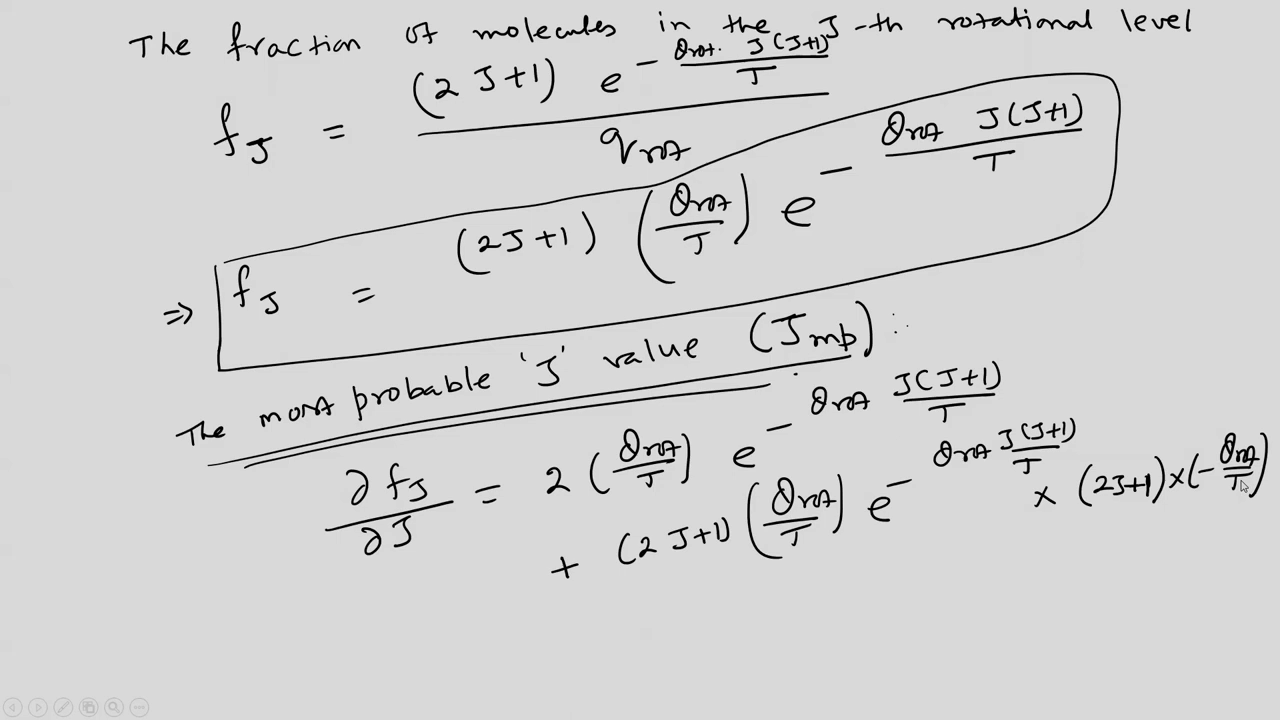 The fraction of molecules in the J-th rotational level
f_J = (2J+1) e^{-θrot. J(J+1)/T} / q_rot
⇒ f_J = (2J+1) (θrot/T) e^{-θrot J(J+1)/T}
The most probable 'J' value (J_mp) :
∂f_J/∂J = 2 (θrot/T) e^{-θrot J(J+1)/T}
+ (2J+1) (θrot/T) e^{-θrot J(J+1)/T} × (2J+1) × (-θrot/T)